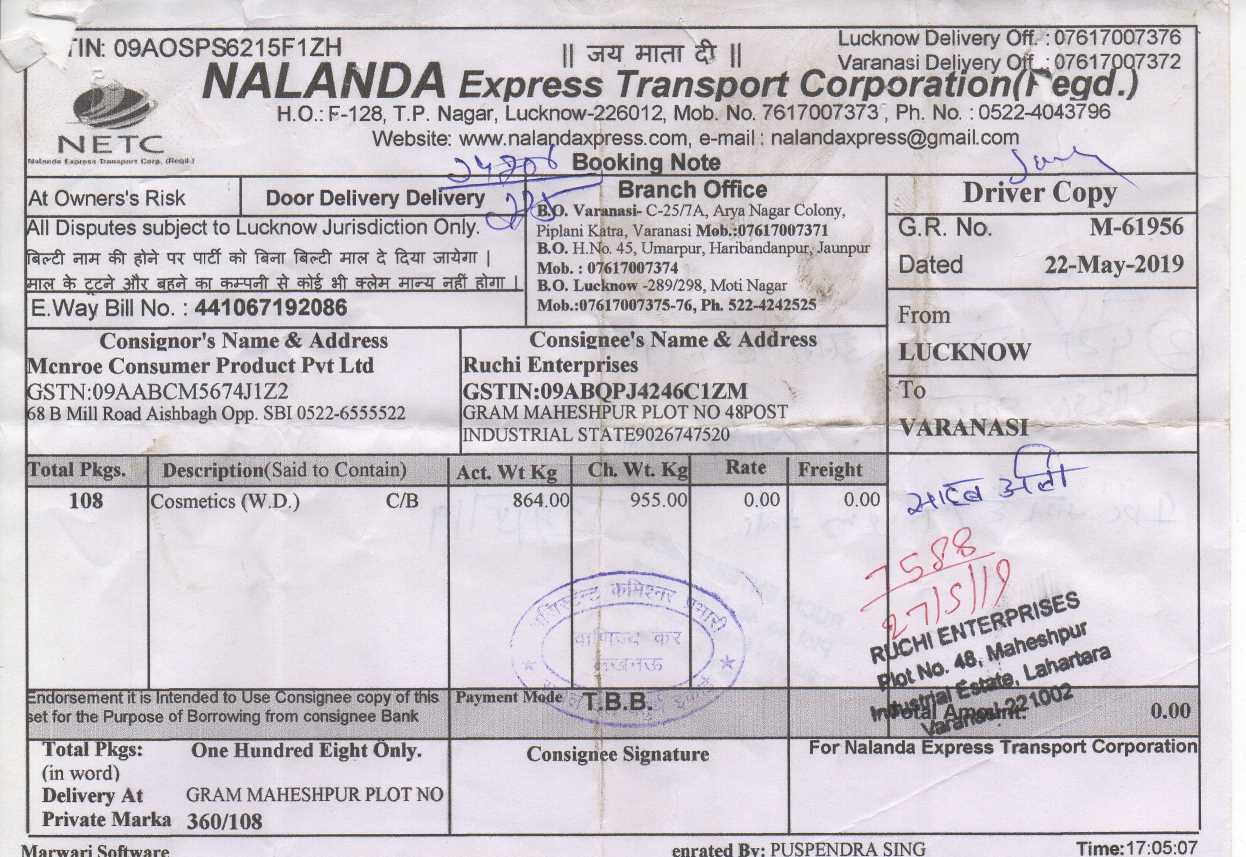 TIN: 09AOSPS6215F1ZH
|| जय माता दी ||
Lucknow Delivery Off. : 07617007376
Varanasi Delivery Off. : 07617007372
NALANDA Express Transport Corporation(Regd.)
H.O.: F-128, T.P. Nagar, Lucknow-226012, Mob. No. 7617007373, Ph. No. : 0522-4043796
Website: www.nalandaxpress.com, e-mail : nalandaxpress@gmail.com
NETC
Nalanda Express Transport Corp. (Regd.)
Booking Note
At Owners's Risk
Door Delivery Delivery
All Disputes subject to Lucknow Jurisdiction Only.
बिल्टी नाम की होने पर पार्टी को बिना बिल्टी माल दे दिया जायेगा |
माल के टूटने और बहने का कम्पनी से कोई भी क्लेम मान्य नहीं होगा |
E.Way Bill No. : 441067192086
Branch Office
B.O. Varanasi- C-25/7A, Arya Nagar Colony,
Piplani Katra, Varanasi Mob.:07617007371
B.O. H.No. 45, Umarpur, Haribandanpur, Jaunpur
Mob. : 07617007374
B.O. Lucknow -289/298, Moti Nagar
Mob.:07617007375-76, Ph. 522-4242525
Driver Copy
G.R. No. M-61956
Dated 22-May-2019
From
LUCKNOW
To
VARANASI
Consignor's Name & Address
Mcnroe Consumer Product Pvt Ltd
GSTN:09AABCM5674J1Z2
68 B Mill Road Aishbagh Opp. SBI 0522-6555522
Consignee's Name & Address
Ruchi Enterprises
GSTIN:09ABQPJ4246C1ZM
GRAM MAHESHPUR PLOT NO 48POST
INDUSTRIAL STATE9026747520
Total Pkgs. Description(Said to Contain) Act. Wt Kg Ch. Wt. Kg Rate Freight
108 Cosmetics (W.D.) C/B 864.00 955.00 0.00 0.00
7588
27/5/19
RUCHI ENTERPRISES
Plot No. 48, Maheshpur
Industrial Estate, Lahartara
Varanasi-221002
कमिश्नर प्रभारी
वाणिज्य कर
लखनऊ
Endorsement it is Intended to Use Consignee copy of this
set for the Purpose of Borrowing from consignee Bank
Payment Mode T.B.B.
Total Amount. 0.00
Total Pkgs: One Hundred Eight Only.
(in word)
Delivery At GRAM MAHESHPUR PLOT NO
Private Marka 360/108
Consignee Signature
For Nalanda Express Transport Corporation
Marwari Software
enrated By: PUSPENDRA SING
Time:17:05:07